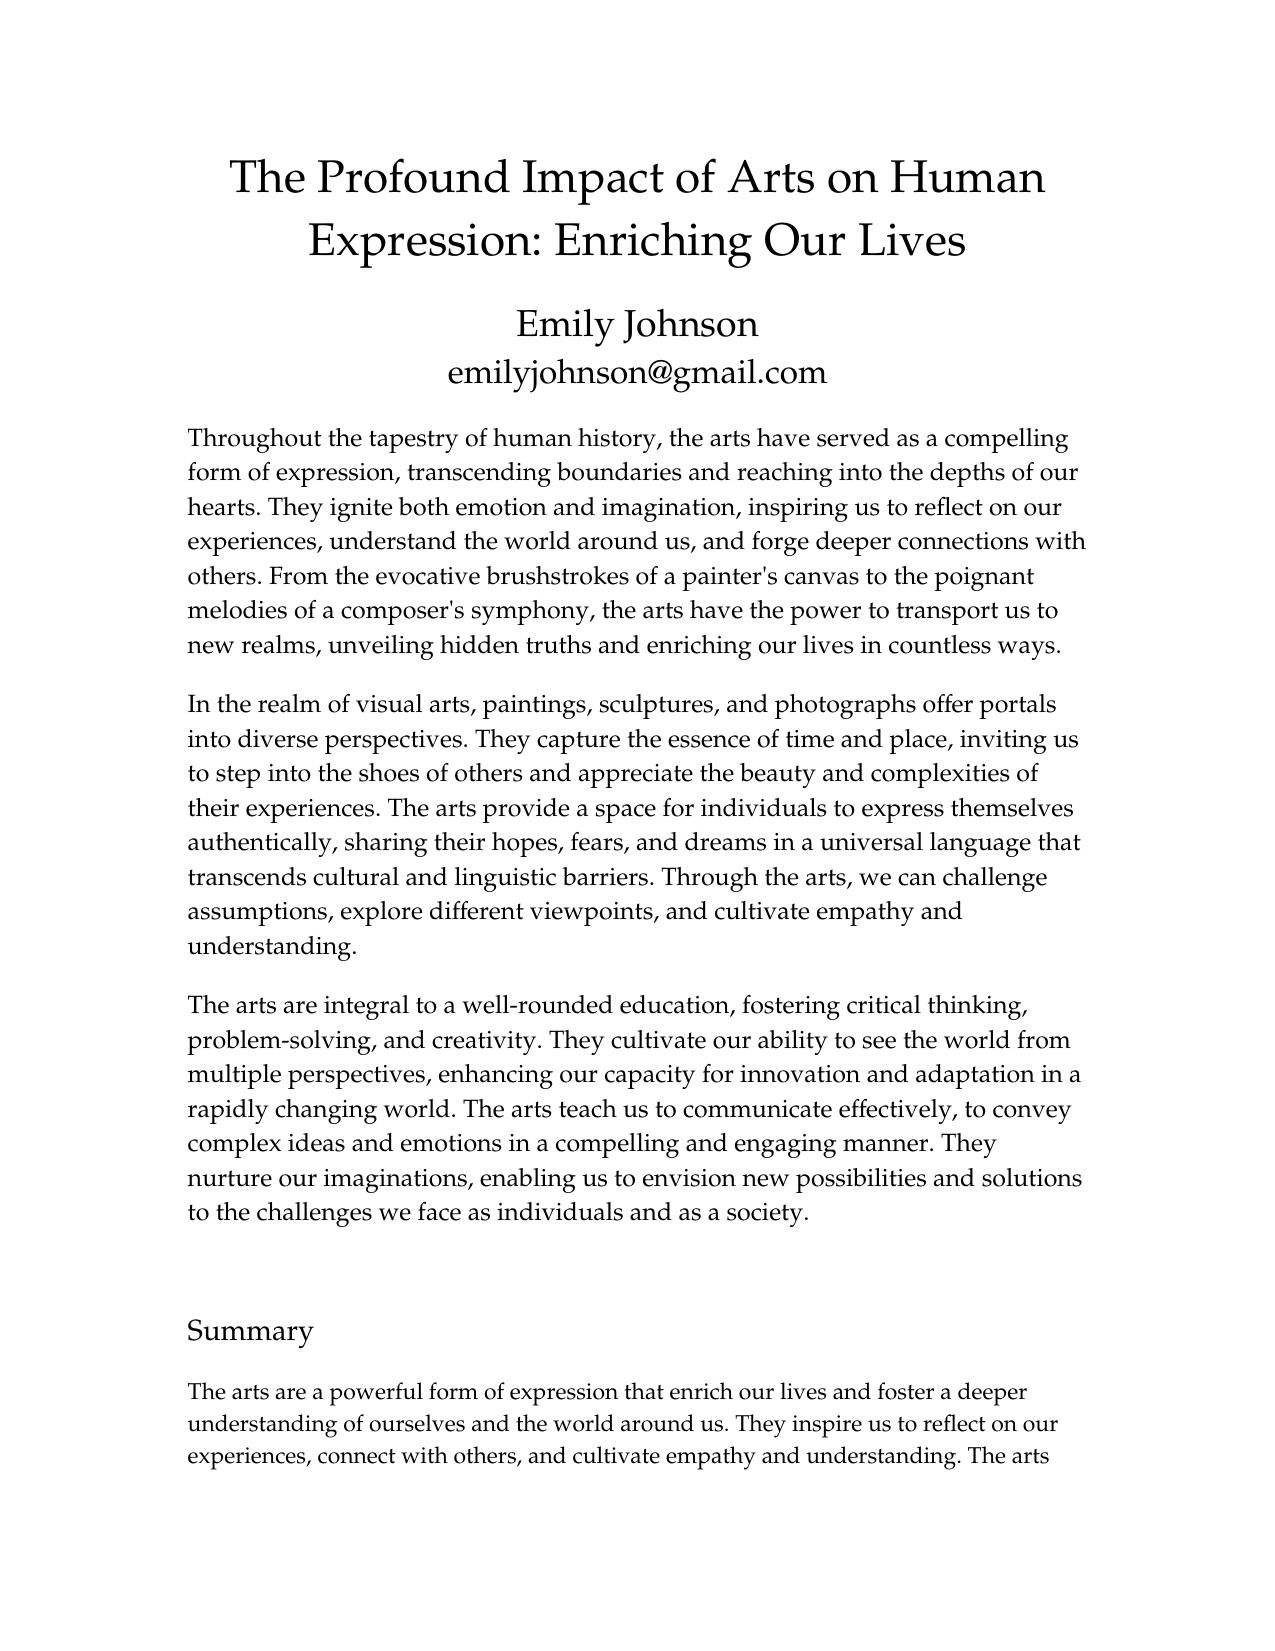 The Profound Impact of Arts on Human
Expression: Enriching Our Lives
Emily Johnson
emilyjohnson@gmail.com
Throughout the tapestry of human history, the arts have served as a compelling
form of expression, transcending boundaries and reaching into the depths of our
hearts. They ignite both emotion and imagination, inspiring us to reflect on our
experiences, understand the world around us, and forge deeper connections with
others. From the evocative brushstrokes of a painter's canvas to the poignant
melodies of a composer's symphony, the arts have the power to transport us to
new realms, unveiling hidden truths and enriching our lives in countless ways.
In the realm of visual arts, paintings, sculptures, and photographs offer portals
into diverse perspectives. They capture the essence of time and place, inviting us
to step into the shoes of others and appreciate the beauty and complexities of
their experiences. The arts provide a space for individuals to express themselves
authentically, sharing their hopes, fears, and dreams in a universal language that
transcends cultural and linguistic barriers. Through the arts, we can challenge
assumptions, explore different viewpoints, and cultivate empathy and
understanding.
The arts are integral to a well-rounded education, fostering critical thinking,
problem-solving, and creativity. They cultivate our ability to see the world from
multiple perspectives, enhancing our capacity for innovation and adaptation in a
rapidly changing world. The arts teach us to communicate effectively, to convey
complex ideas and emotions in a compelling and engaging manner. They
nurture our imaginations, enabling us to envision new possibilities and solutions
to the challenges we face as individuals and as a society.
Summary
The arts are a powerful form of expression that enrich our lives and foster a deeper
understanding of ourselves and the world around us. They inspire us to reflect on our
experiences, connect with others, and cultivate empathy and understanding. The arts